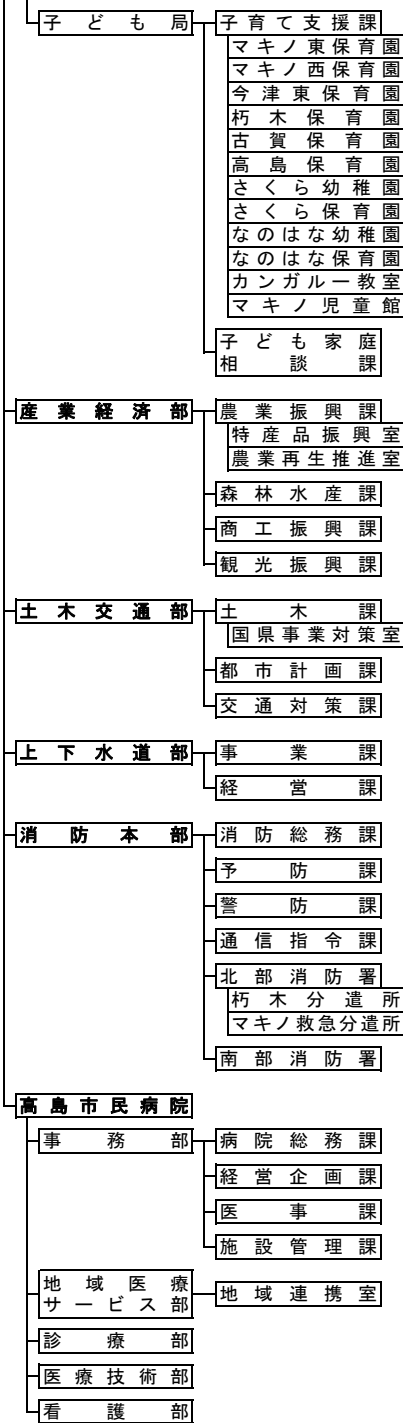 子ども局
子育て支援課
マキノ東保育園
マキノ西保育園
今津東保育園
朽木保育園
古賀保育園
高島保育園
さくら幼稚園
さくら保育園
なのはな幼稚園
なのはな保育園
カンガルー教室
マキノ児童館
子ども家庭
相談課
産業経済部
農業振興課
特産品振興室
農業再生推進室
森林水産課
商工振興課
観光振興課
土木交通部
土木課
国県事業対策室
都市計画課
交通対策課
上下水道部
事業課
経営課
消防本部
消防総務課
予防課
警防課
通信指令課
北部消防署
朽木分遣所
マキノ救急分遣所
南部消防署
高島市民病院
事務部
病院総務課
経営企画課
医事課
施設管理課
地域医療
サービス部
地域連携室
診療部
医療技術部
看護部